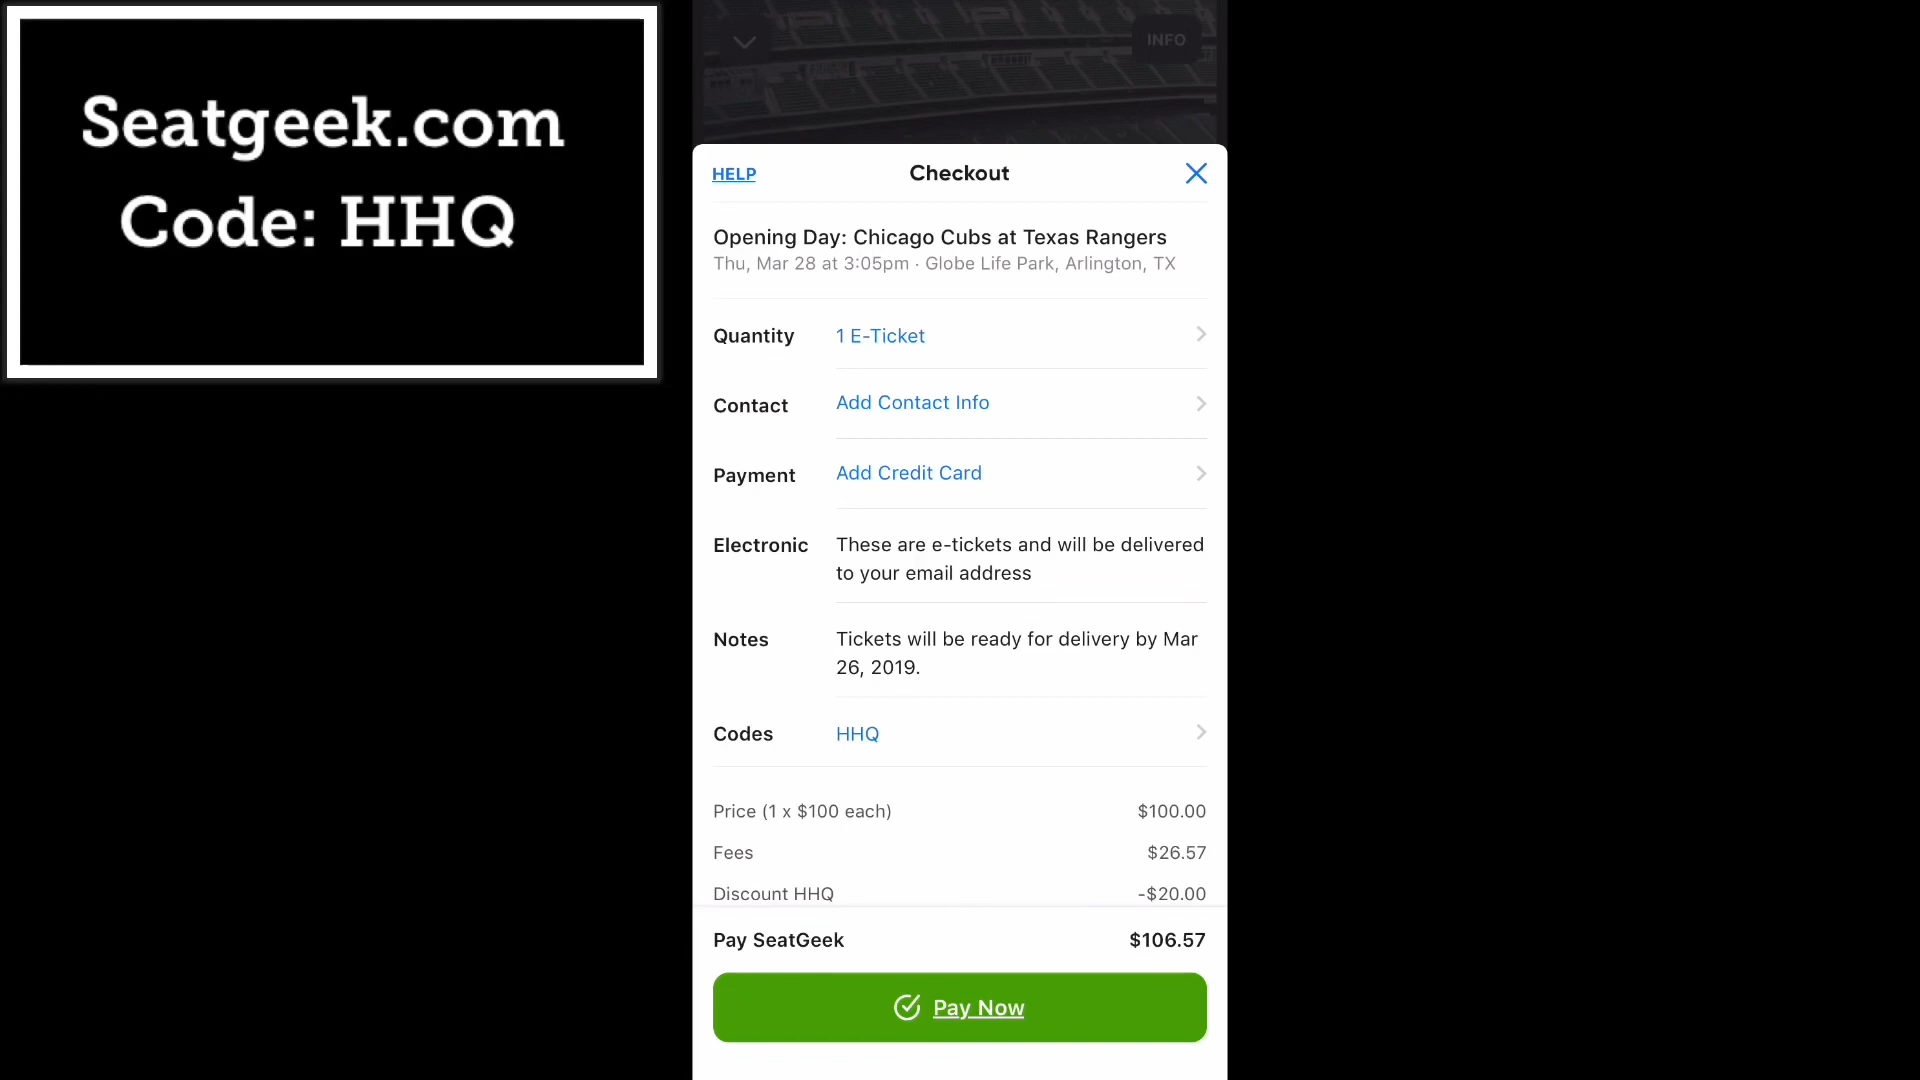 Seatgeek.com
Code: HHQ
INFO
HELP
Checkout
Opening Day: Chicago Cubs at Texas Rangers
Thu, Mar 28 at 3:05pm · Globe Life Park, Arlington, TX
Quantity 1 E-Ticket
Contact Add Contact Info
Payment Add Credit Card
Electronic These are e-tickets and will be delivered
to your email address
Notes Tickets will be ready for delivery by Mar
26, 2019.
Codes HHQ
Price (1 x $100 each) $100.00
Fees $26.57
Discount HHQ -$20.00
Pay SeatGeek $106.57
Pay Now